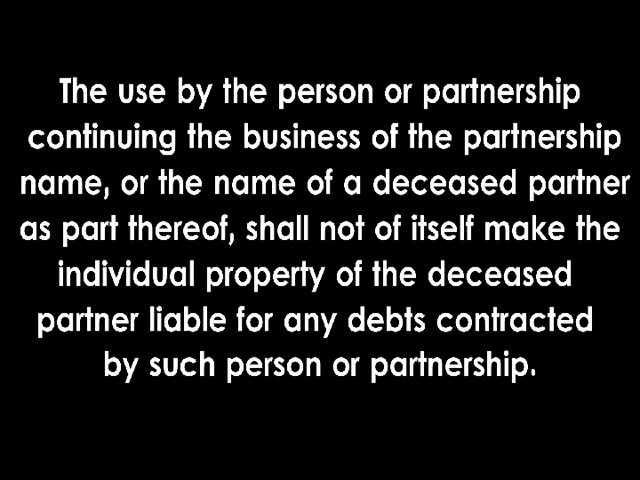 The use by the person or partnership
continuing the business of the partnership
name, or the name of a deceased partner
as part thereof, shall not of itself make the
individual property of the deceased
partner liable for any debts contracted
by such person or partnership.